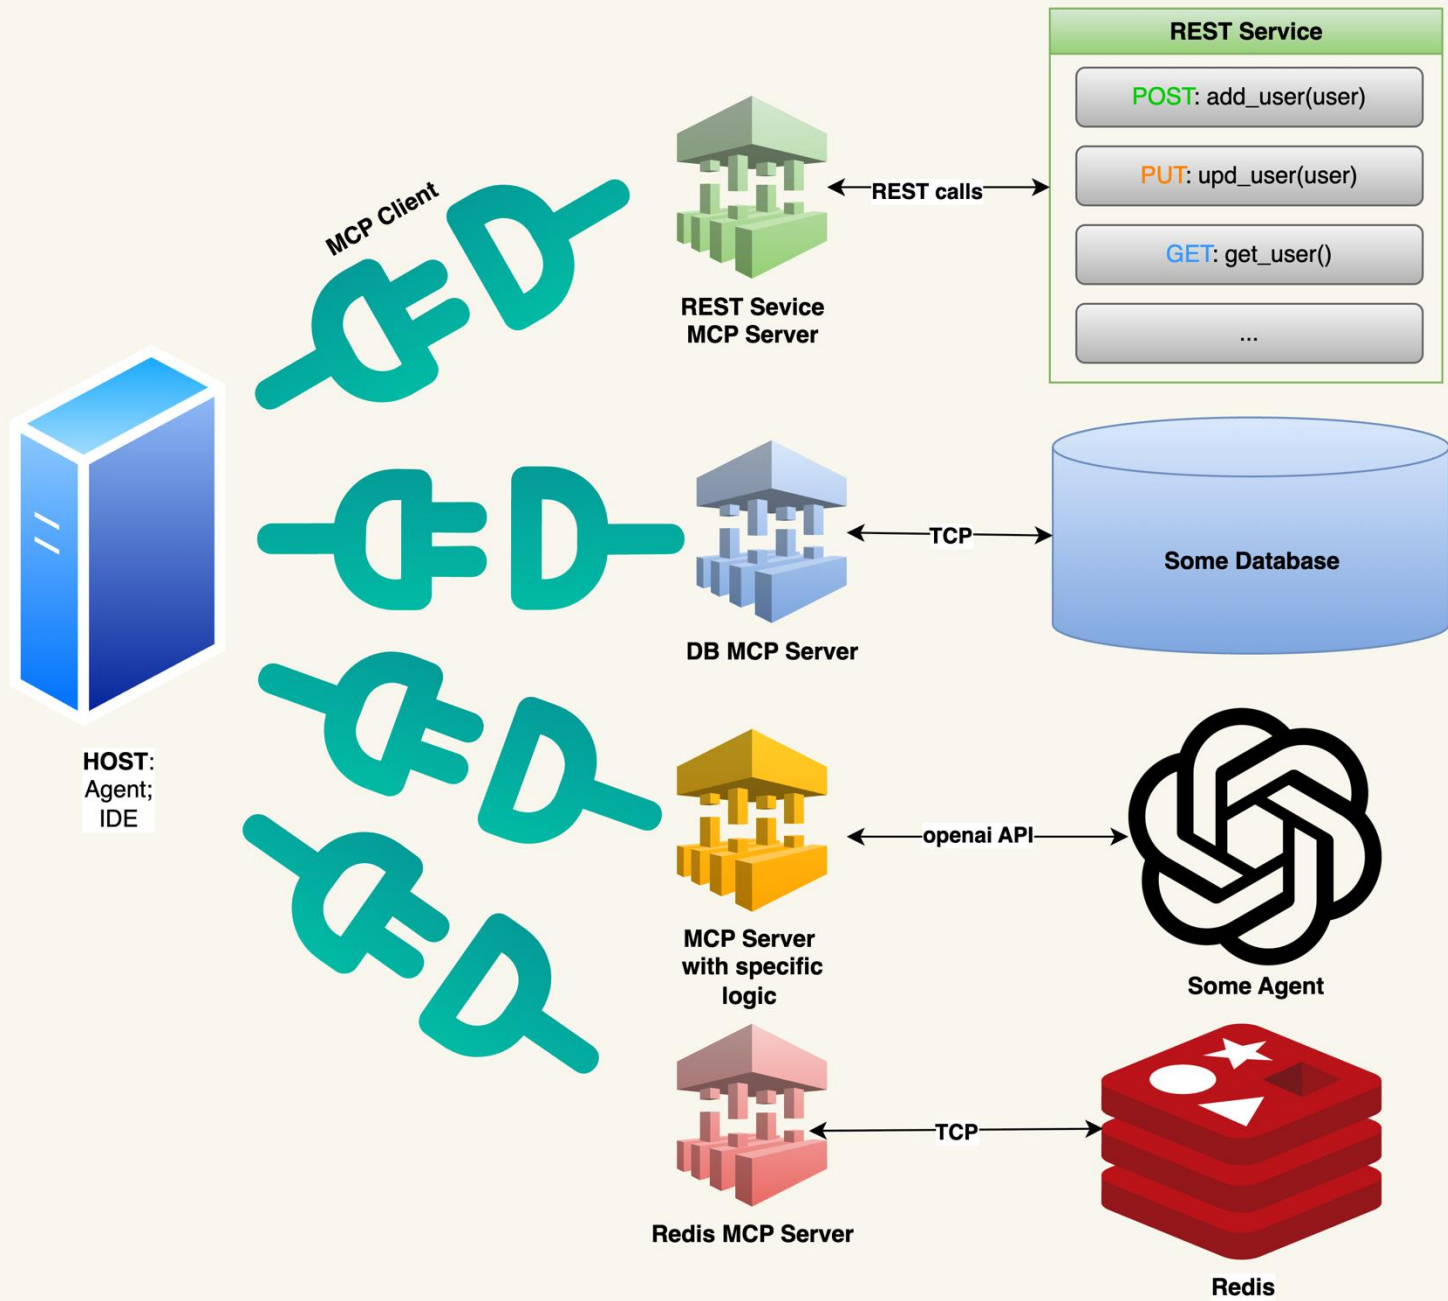 REST Service
POST: add_user(user)
PUT: upd_user(user)
GET: get_user()
...
MCP Client
REST calls
REST Sevice
MCP Server
HOST:
Agent;
IDE
TCP
Some Database
DB MCP Server
openai API
MCP Server
with specific
logic
Some Agent
TCP
Redis MCP Server
Redis